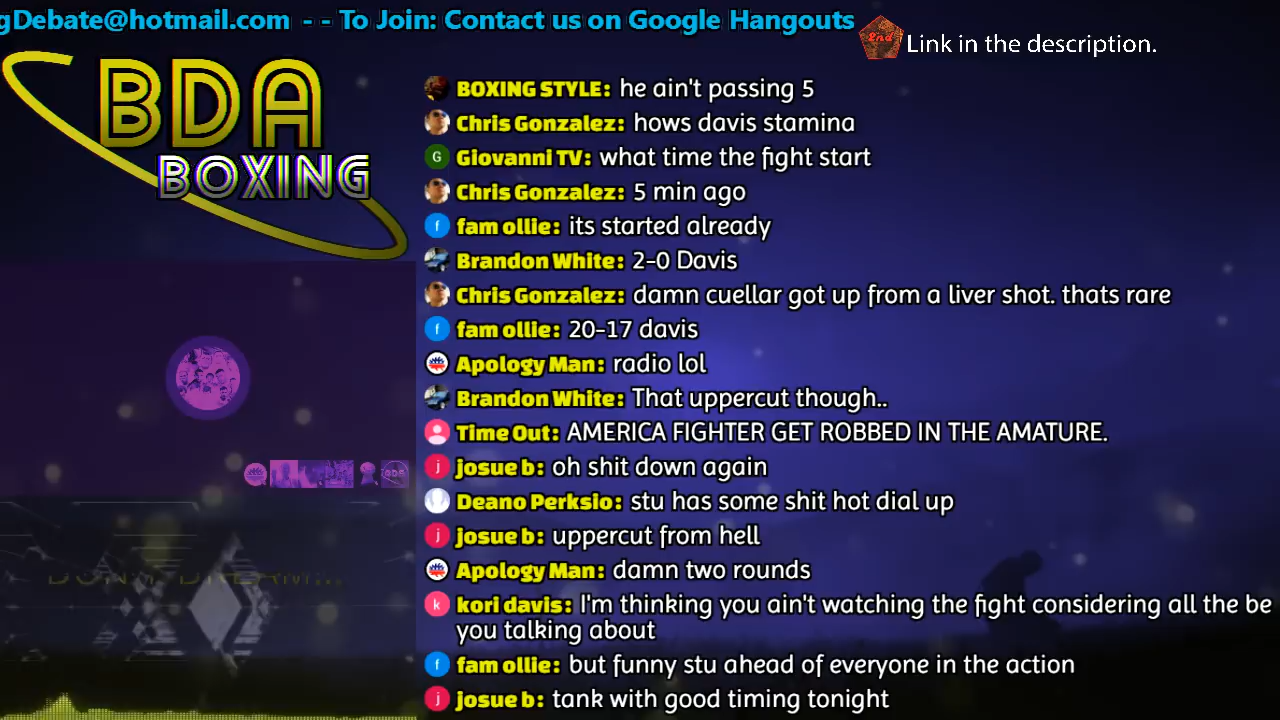 gDebate@hotmail.com - - To Join: Contact us on Google Hangouts
2nd
Link in the description.
BDA
BOXING
BOXING STYLE: he ain't passing 5
Chris Gonzalez: hows davis stamina
G
Giovanni TV: what time the fight start
Chris Gonzalez: 5 min ago
f
fam ollie: its started already
Brandon White: 2-0 Davis
Chris Gonzalez: damn cuellar got up from a liver shot. thats rare
f
fam ollie: 20-17 davis
Apology Man: radio lol
Brandon White: That uppercut though..
Time Out: AMERICA FIGHTER GET ROBBED IN THE AMATURE.
j
josue b: oh shit down again
Deano Perksio: stu has some shit hot dial up
j
josue b: uppercut from hell
Apology Man: damn two rounds
k
kori davis: I'm thinking you ain't watching the fight considering all the be
you talking about
f
fam ollie: but funny stu ahead of everyone in the action
j
josue b: tank with good timing tonight